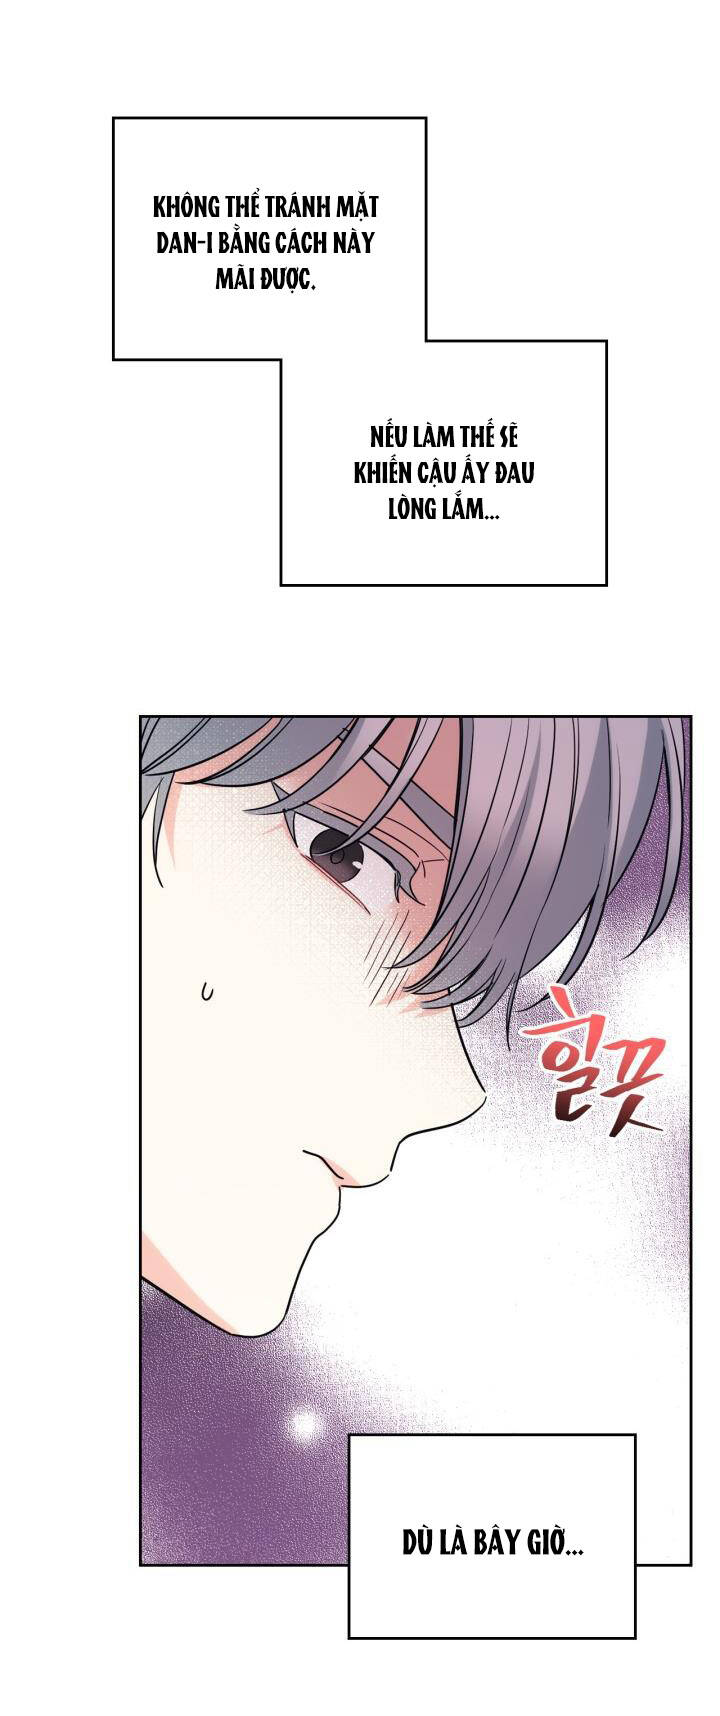 KHÔNG THỂ TRÁNH MẶT
DAN-I BẰNG CÁCH NÀY
MÃI ĐƯỢC.
NẾU LÀM THẾ SẼ
KHIẾN CẬU ẤY ĐAU
LÒNG LẮM...
힐끗
DÙ LÀ BÂY GIỜ...